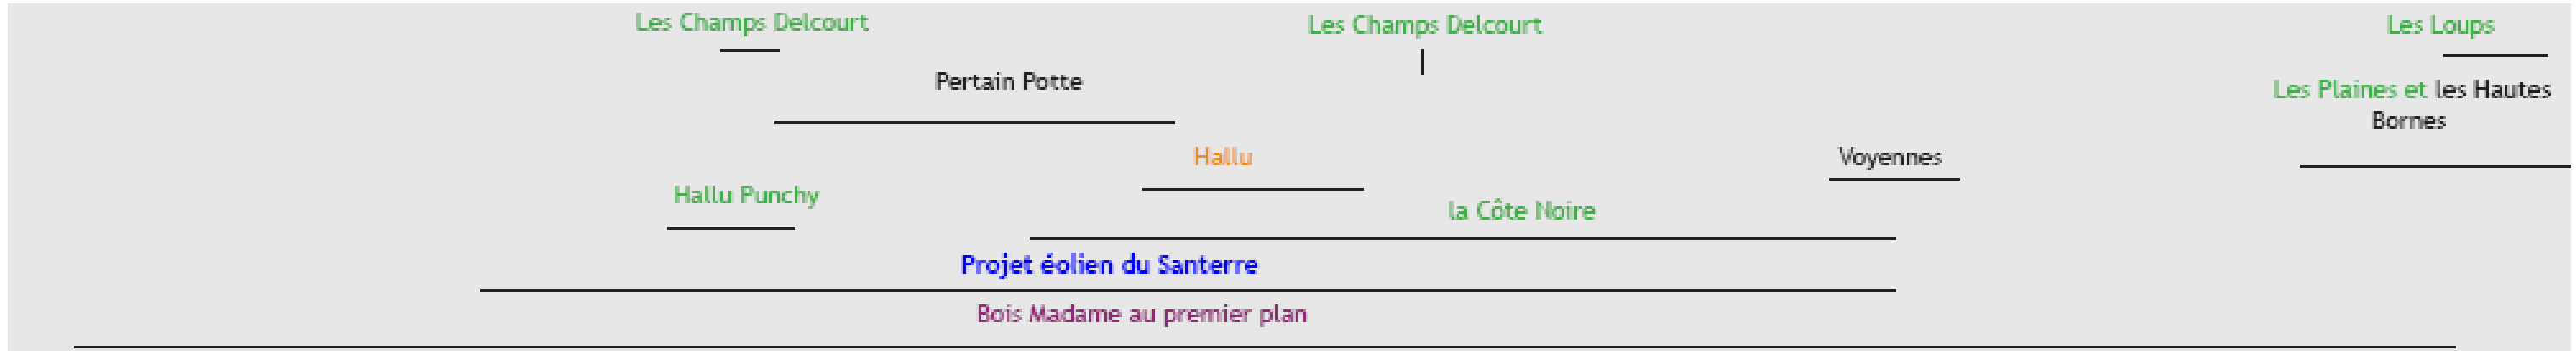 Les Champs Delcourt
Les Champs Delcourt
Les Loups
Pertain Potte
Les Plaines et les Hautes
Bornes
Hallu
Voyennes
Hallu Punchy
la Côte Noire
Projet éolien du Santerre
Bois Madame au premier plan